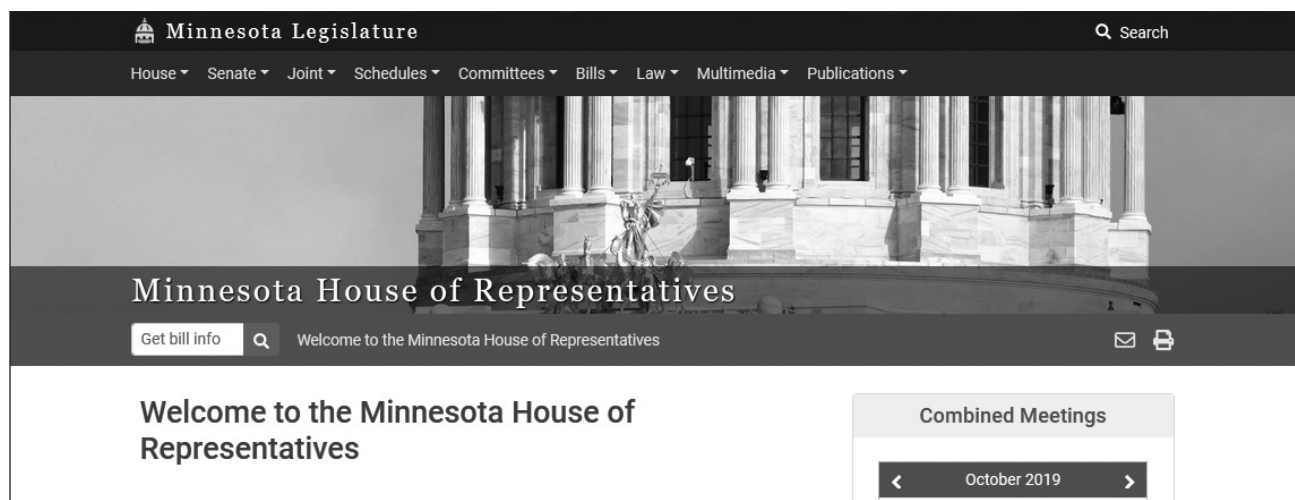 Minnesota Legislature
Search
House Senate Joint Schedules Committees Bills Law Multimedia Publications
Minnesota House of Representatives
Get bill info
Welcome to the Minnesota House of Representatives
Welcome to the Minnesota House of
Representatives
Combined Meetings
October 2019